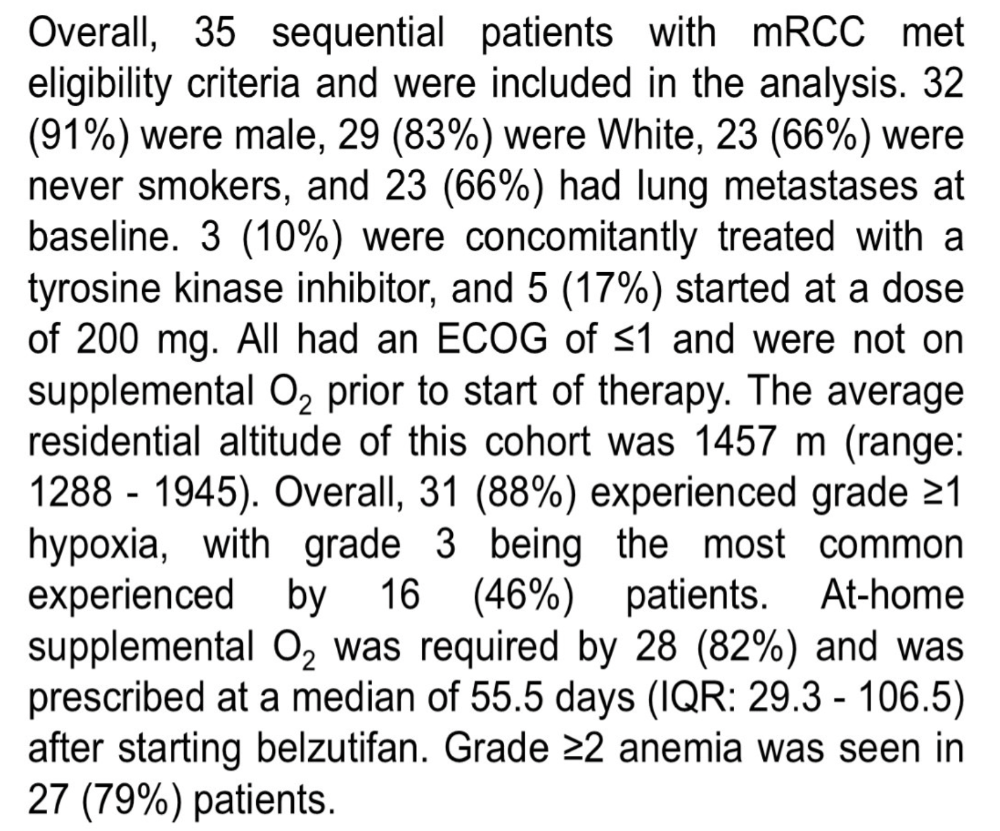 Overall, 35 sequential patients with mRCC met
eligibility criteria and were included in the analysis. 32
(91%) were male, 29 (83%) were White, 23 (66%) were
never smokers, and 23 (66%) had lung metastases at
baseline. 3 (10%) were concomitantly treated with a
tyrosine kinase inhibitor, and 5 (17%) started at a dose
of 200 mg. All had an ECOG of ≤1 and were not on
supplemental O₂ prior to start of therapy. The average
residential altitude of this cohort was 1457 m (range:
1288 - 1945). Overall, 31 (88%) experienced grade ≥1
hypoxia, with grade 3 being the most common
experienced by 16 (46%) patients. At-home
supplemental O₂ was required by 28 (82%) and was
prescribed at a median of 55.5 days (IQR: 29.3 - 106.5)
after starting belzutifan. Grade ≥2 anemia was seen in
27 (79%) patients.